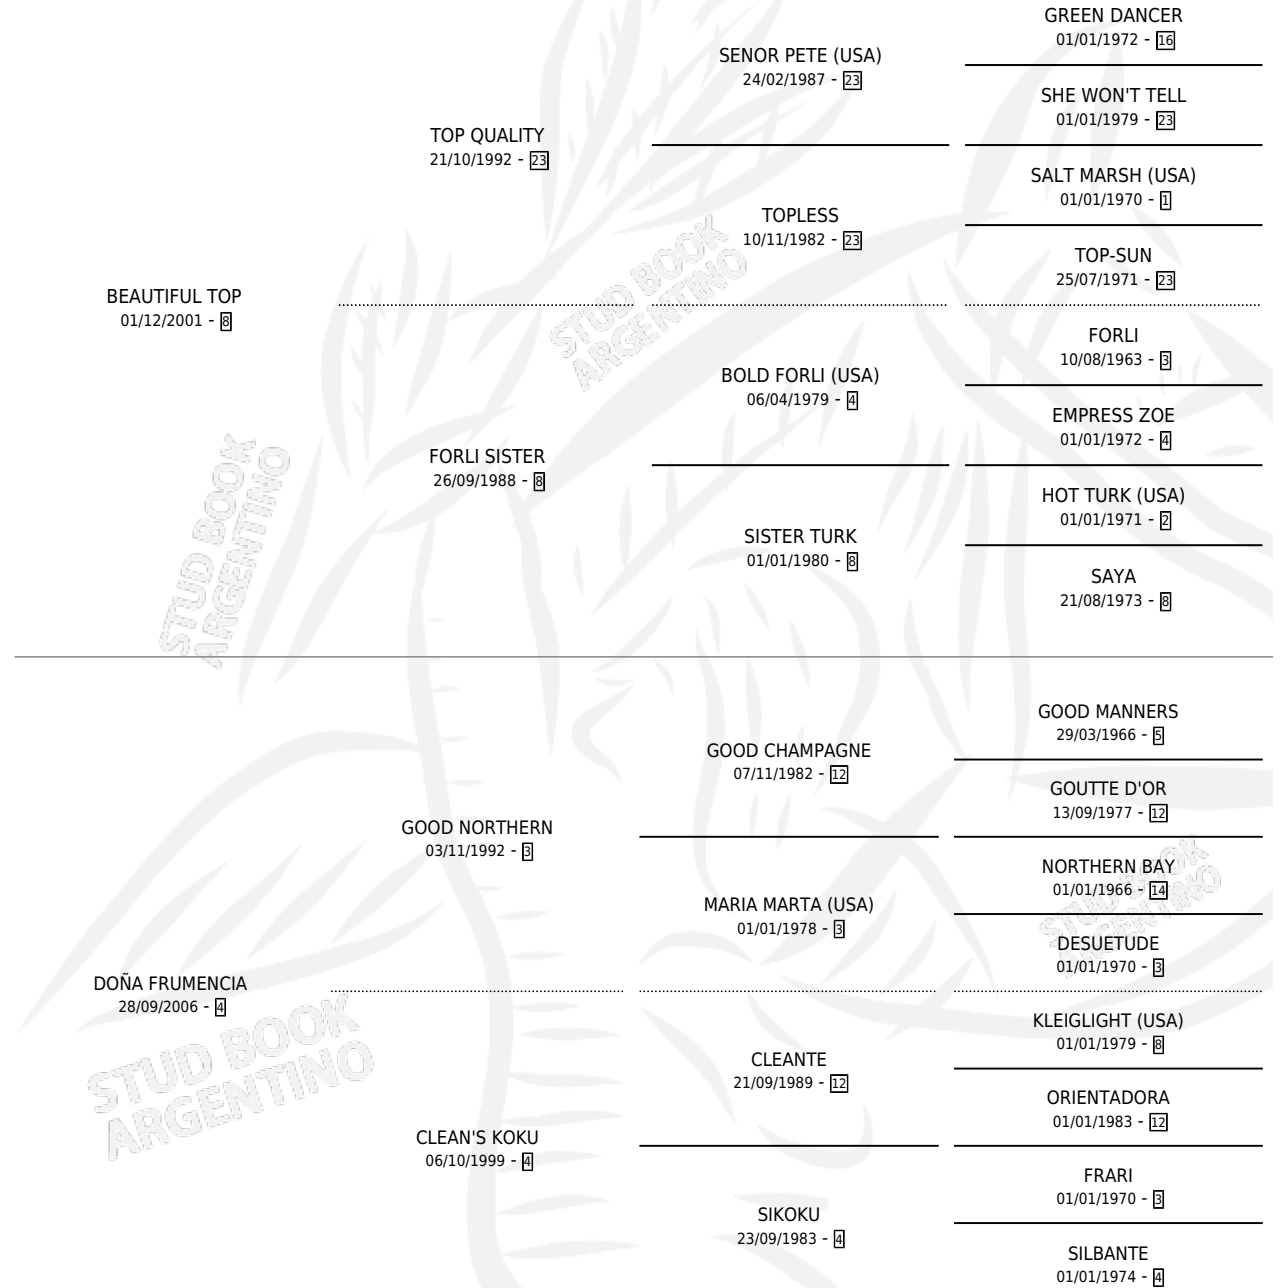 GREEN DANCER
01/01/1972 - 16
SENOR PETE (USA)
24/02/1987 - 23
SHE WON'T TELL
01/01/1979 - 23
TOP QUALITY
21/10/1992 - 23
SALT MARSH (USA)
01/01/1970 - 1
TOPLESS
10/11/1982 - 23
TOP-SUN
25/07/1971 - 23
BEAUTIFUL TOP
01/12/2001 - 8
FORLI
10/08/1963 - 3
BOLD FORLI (USA)
06/04/1979 - 4
EMPRESS ZOE
01/01/1972 - 4
FORLI SISTER
26/09/1988 - 8
HOT TURK (USA)
01/01/1971 - 2
SISTER TURK
01/01/1980 - 8
SAYA
21/08/1973 - 8
STUD BOOK
ARGENTINO
STUD BOOK
ARGENTINO
GOOD MANNERS
29/03/1966 - 5
GOOD CHAMPAGNE
07/11/1982 - 12
GOUTTE D'OR
13/09/1977 - 12
GOOD NORTHERN
03/11/1992 - 3
NORTHERN BAY
01/01/1966 - 14
MARIA MARTA (USA)
01/01/1978 - 3
DESUETUDE
01/01/1970 - 3
DOÑA FRUMENCIA
28/09/2006 - 4
KLEIGLIGHT (USA)
01/01/1979 - 8
CLEANTE
21/09/1989 - 12
ORIENTADORA
01/01/1983 - 12
CLEAN'S KOKU
06/10/1999 - 4
FRARI
01/01/1970 - 3
SIKOKU
23/09/1983 - 4
SILBANTE
01/01/1974 - 4
STUD BOOK
ARGENTINO
STUD BOOK
ARGENTINO